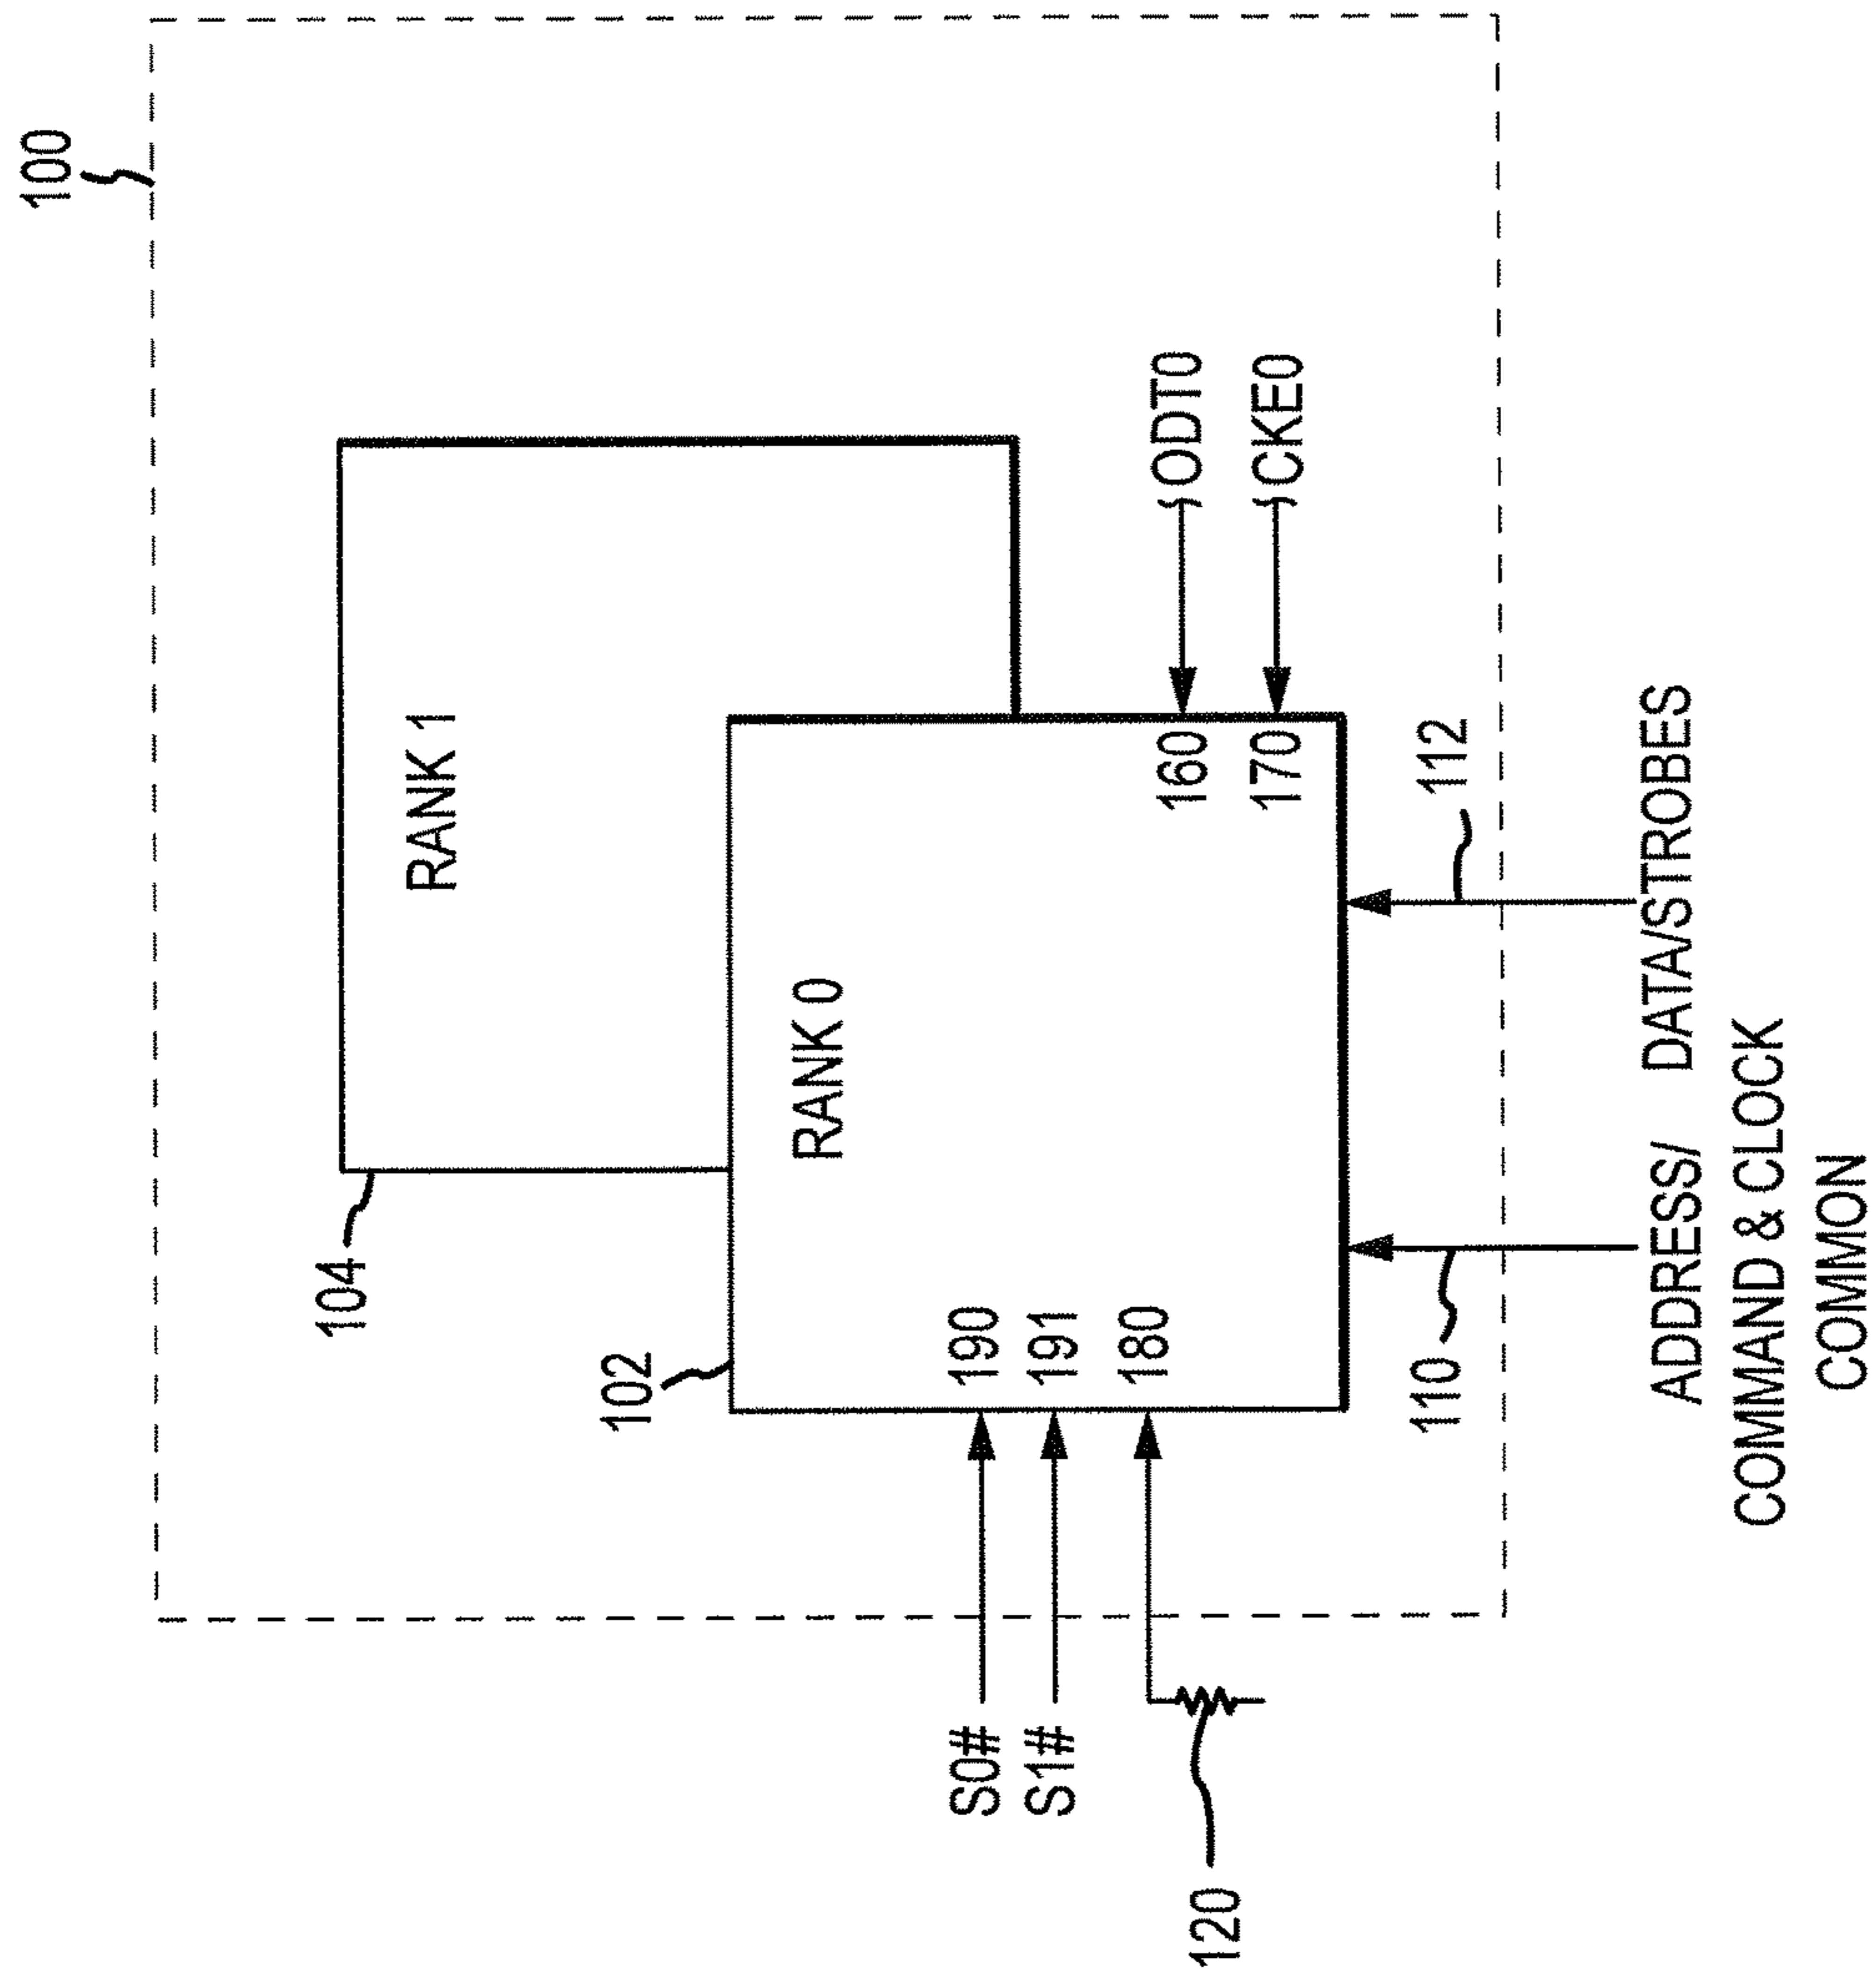 100
RANK 1
104
RANK 0
102
S0#
190
S1#
191
180
120
160
ODT0
170
CKE0
110
112
ADDRESS/
COMMAND & CLOCK
COMMON
DATA/STROBES